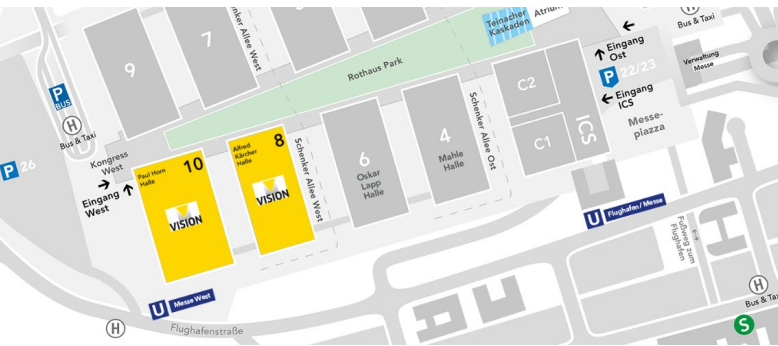 Teinacher
Kaskaden
Atrium
H
Bus & Taxi
Eingang
Ost
P 22/23
Eingang
ICS
Verwaltung
Messe
Messe-
piazza
9
7
Schenker Allee West
Rothaus Park
P
BUS
H
Bus & Taxi
P 26
Kongress
West
Eingang
West
Paul Horn
Halle
10
VISION
Alfred
Kärcher
Halle
8
VISION
Schenker Allee West
6
Oskar
Lapp
Halle
4
Mahle
Halle
Schenker Allee Ost
C2
C1
ICS
U Flughafen/Messe
Fußweg zum
Flughafen
U Messe West
H
Flughafenstraße
H
Bus & Ta
S